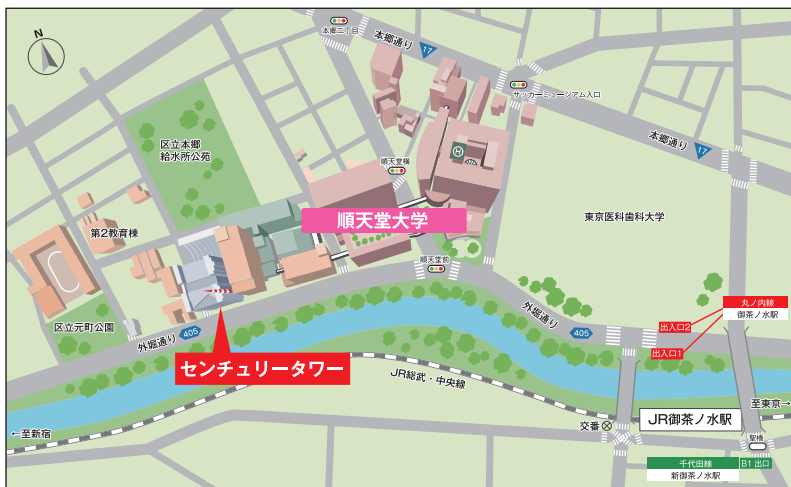 N
本郷二丁目
本郷通り
17
サッカーミュージアム入口
本郷通り
17
区立本郷
給水所公苑
順天堂横
H
順天堂大学
東京医科歯科大学
第2教育棟
順天堂前
丸ノ内線
御茶ノ水駅
出入口2
出入口1
区立元町公園
外堀通り
405
外堀通り
405
センチュリータワー
JR総武・中央線
至東京→
JR御茶ノ水駅
交番
←至新宿
聖橋
千代田線
新御茶ノ水駅
B1 出口